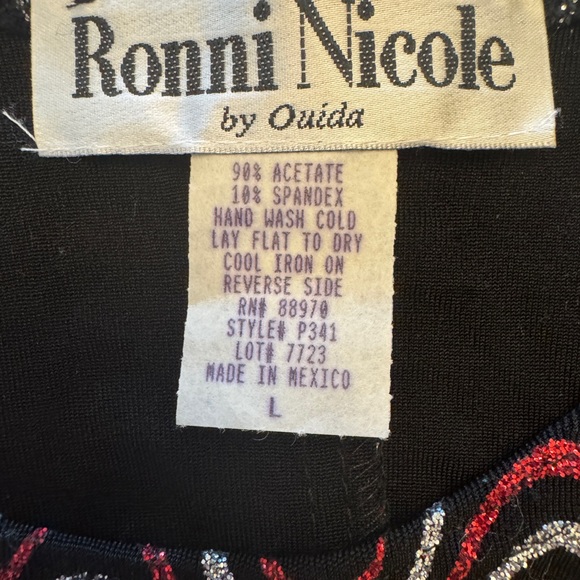 Ronni Nicole
by Ouida
90% ACETATE
10% SPANDEX
HAND WASH COLD
LAY FLAT TO DRY
COOL IRON ON
REVERSE SIDE
RN# 88970
STYLE# P341
LOT# 7723
MADE IN MEXICO
L